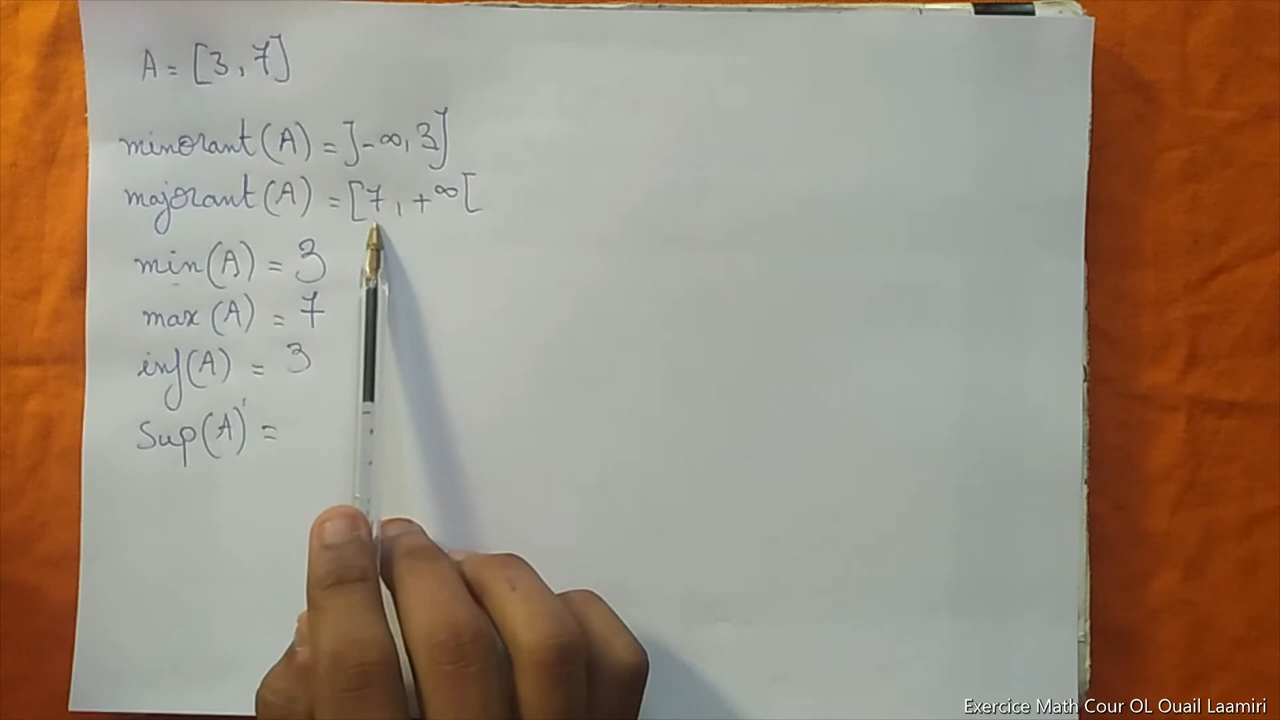 A = [3, 7]
minorant(A) = ]-∞, 3]
majorant(A) = [7, +∞[
min(A) = 3
max(A) = 7
inf(A) = 3
Sup(A) =
Exercice Math Cour OL Ouail Laamiri